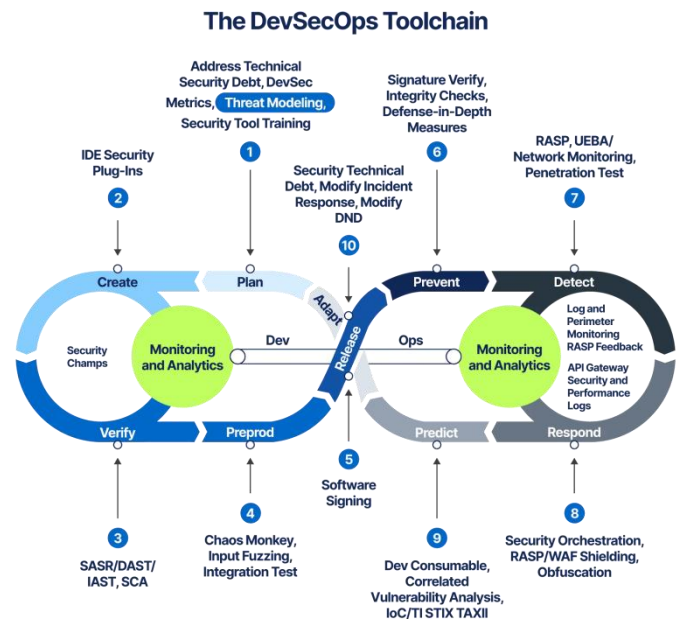 The DevSecOps Toolchain
Address Technical
Security Debt, DevSec
Metrics, Threat Modeling,
Security Tool Training
1
IDE Security
Plug-Ins
2
Security Technical
Debt, Modify Incident
Response, Modify
DND
10
Signature Verify,
Integrity Checks,
Defense-in-Depth
Measures
6
RASP, UEBA/
Network Monitoring,
Penetration Test
7
Create
Plan
Adapt
Release
Prevent
Detect
Security
Champs
Monitoring
and Analytics
Dev
Ops
Monitoring
and Analytics
Log and
Perimeter
Monitoring
RASP Feedback
API Gateway
Security and
Performance
Logs
Verify
Preprod
Predict
Respond
3
SASR/DAST/
IAST, SCA
4
Chaos Monkey,
Input Fuzzing,
Integration Test
5
Software
Signing
9
Dev Consumable,
Correlated
Vulnerability Analysis,
IoC/TI STIX TAXII
8
Security Orchestration,
RASP/WAF Shielding,
Obfuscation